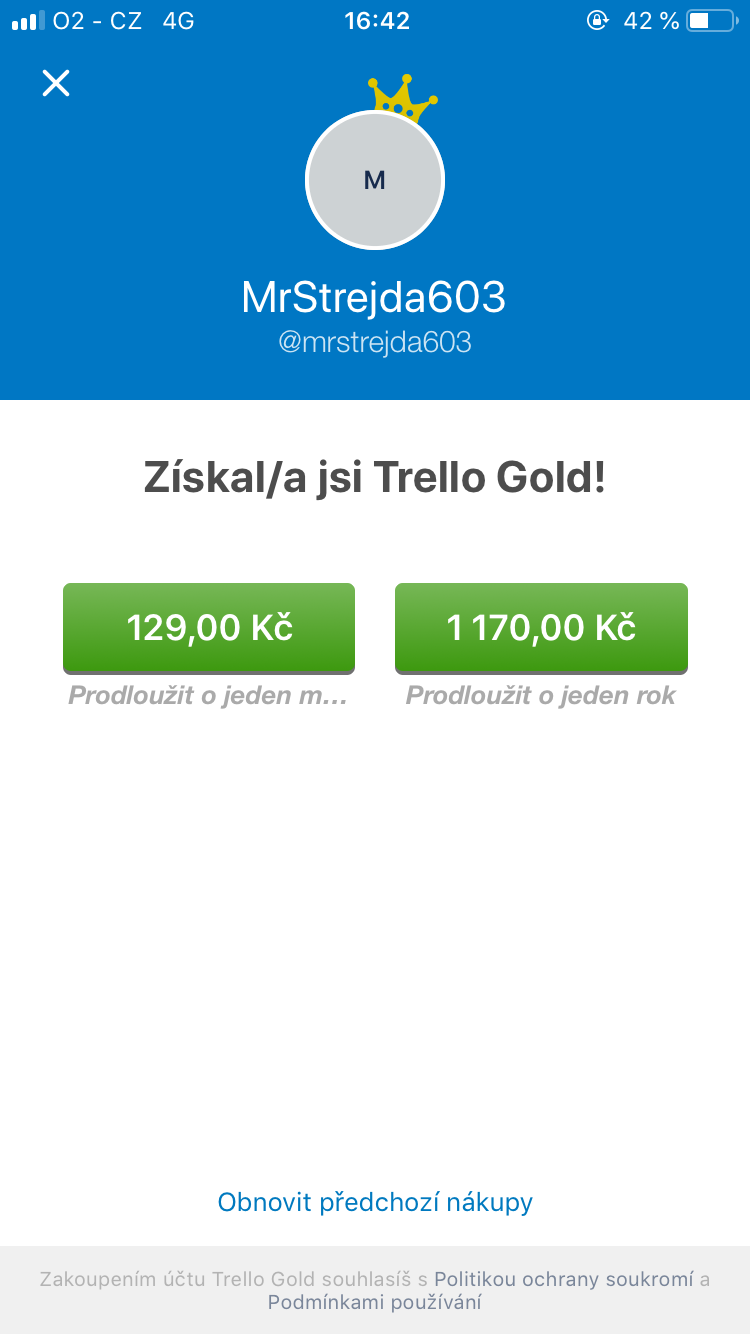 O2 - CZ 4G 16:42 42 %
M
MrStrejda603
@mrstrejda603
Získal/a jsi Trello Gold!
129,00 Kč 1 170,00 Kč
Prodloužit o jeden m... Prodloužit o jeden rok
Obnovit předchozí nákupy
Zakoupením účtu Trello Gold souhlasíš s Politikou ochrany soukromí a
Podmínkami používání